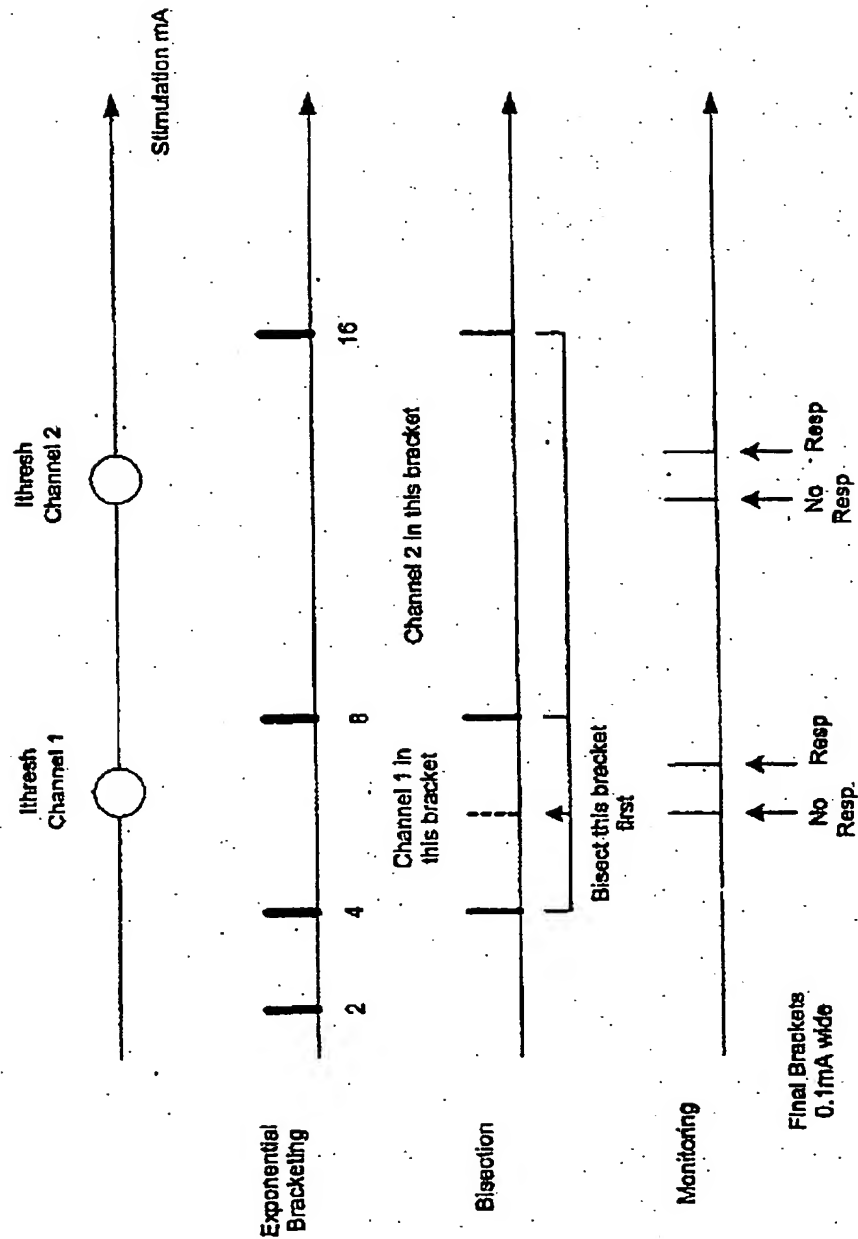 Ithresh
Channel 1
Ithresh
Channel 2
Stimulation mA
Exponential
Bracketing
2
4
8
16
Channel 1 in
this bracket
Channel 2 in this bracket
Bisection
Bisect this bracket
first
Monitoring
No
Resp.
Resp
No
Resp
Resp
Final Brackets
0.1mA wide